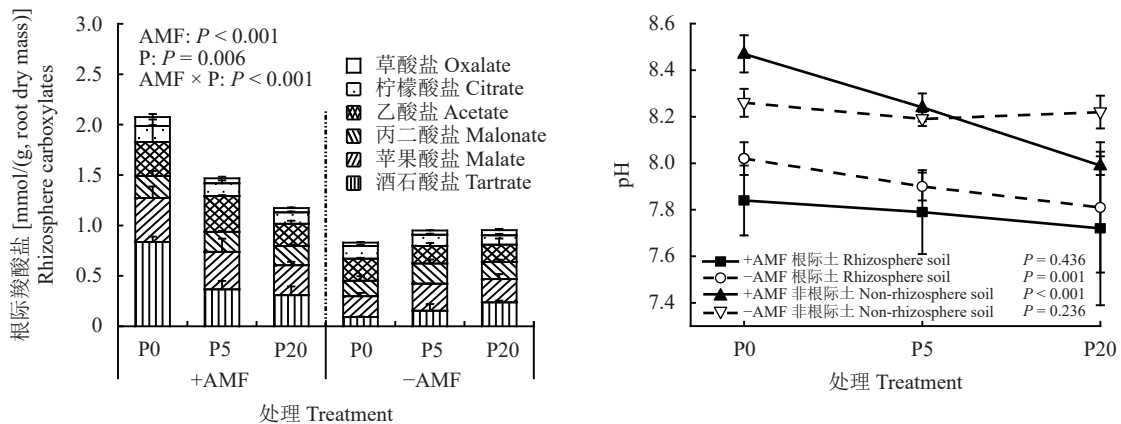 根际羧酸盐 [mmol/(g, root dry mass)]
Rhizosphere carboxylates
3.0
2.0
1.5
1.0
0.5
0
AMF: P < 0.001
P: P = 0.006
AMF × P: P < 0.001
草酸盐 Oxalate
柠檬酸盐 Citrate
乙酸盐 Acetate
丙二酸盐 Malonate
苹果酸盐 Malate
酒石酸盐 Tartrate
P0 P5 P20 P0 P5 P20
+AMF −AMF
处理 Treatment
pH
8.6
8.4
8.2
8.0
7.8
7.6
7.4
+AMF 根际土 Rhizosphere soil P = 0.436
−AMF 根际土 Rhizosphere soil P = 0.001
+AMF 非根际土 Non-rhizosphere soil P < 0.001
−AMF 非根际土 Non-rhizosphere soil P = 0.236
P0 P5 P20
处理 Treatment